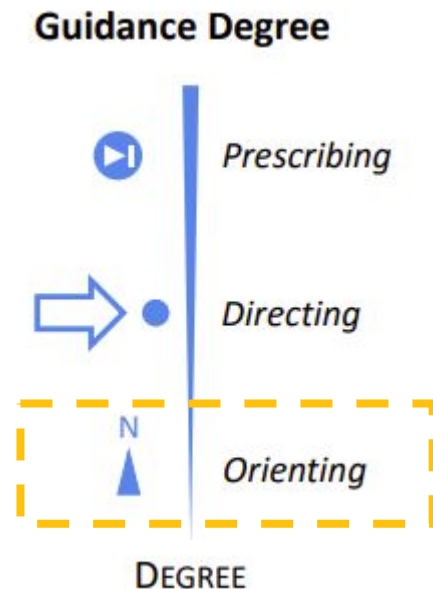 Guidance Degree
Prescribing
Directing
N
Orienting
DEGREE